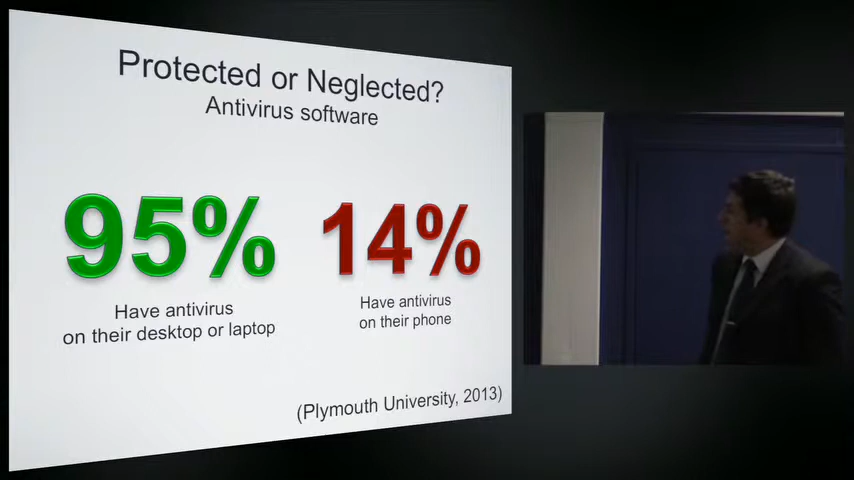 Protected or Neglected?
Antivirus software
95%
Have antivirus
on their desktop or laptop
14%
Have antivirus
on their phone
(Plymouth University, 2013)